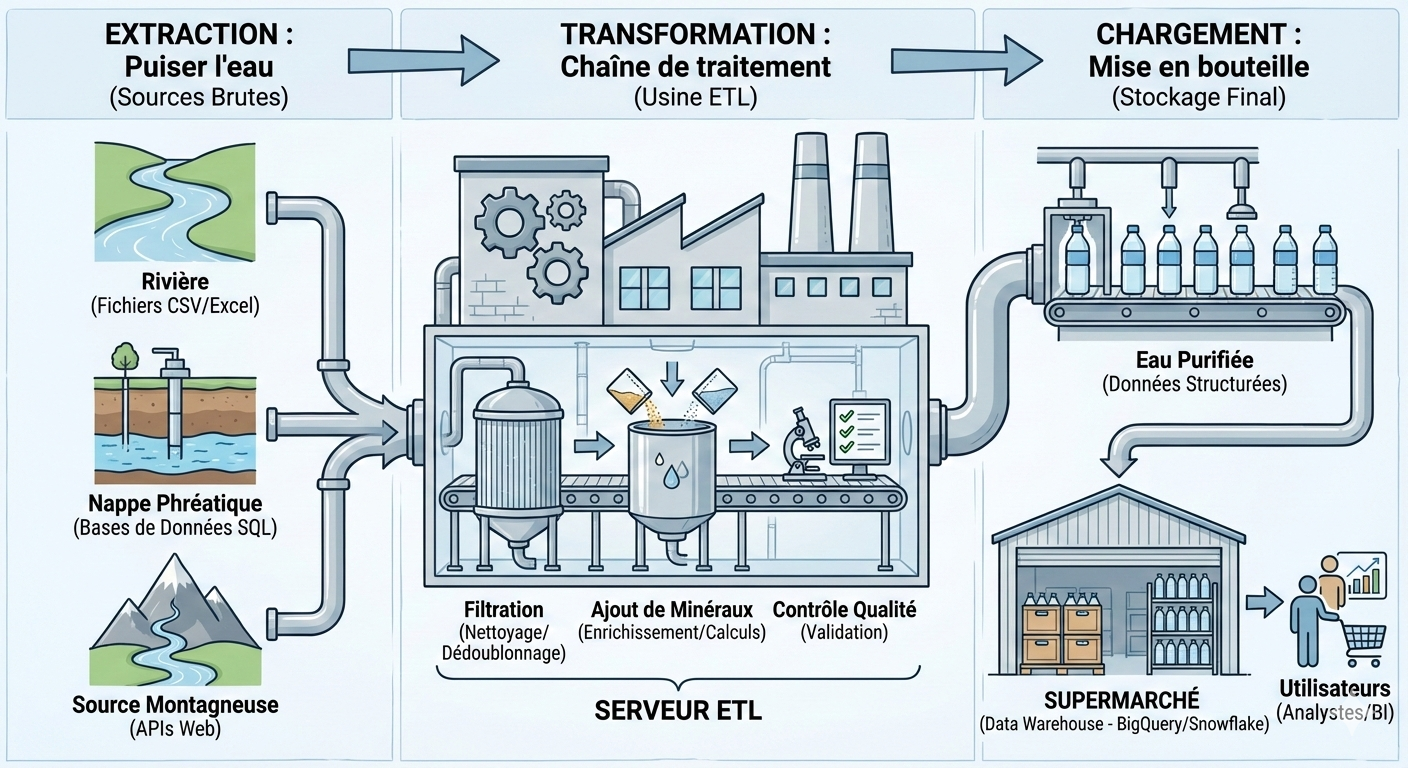 EXTRACTION :
Puiser l'eau
(Sources Brutes)
TRANSFORMATION :
Chaîne de traitement
(Usine ETL)
CHARGEMENT :
Mise en bouteille
(Stockage Final)
Rivière
(Fichiers CSV/Excel)
Nappe Phréatique
(Bases de Données SQL)
Source Montagneuse
(APIs Web)
Filtration
(Nettoyage/
Dédoublonnage)
Ajout de Minéraux
(Enrichissement/Calculs)
Contrôle Qualité
(Validation)
SERVEUR ETL
Eau Purifiée
(Données Structurées)
SUPERMARCHÉ
(Data Warehouse - BigQuery/Snowflake)
Utilisateurs
(Analystes/BI)